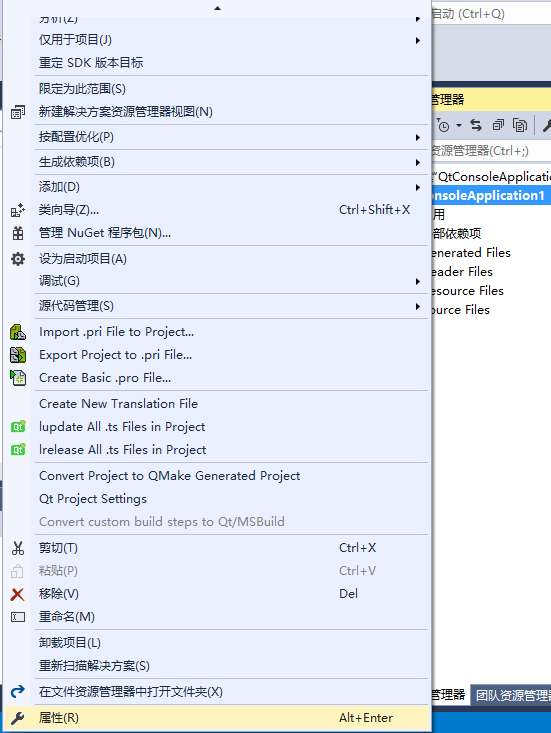 分析(Z)
仅用于项目(J)
重定 SDK 版本目标
限定为此范围(S)
新建解决方案资源管理器视图(N)
按配置优化(P)
生成依赖项(B)
添加(D)
类向导(Z)... Ctrl+Shift+X
管理 NuGet 程序包(N)...
设为启动项目(A)
调试(G)
源代码管理(S)
Import .pri File to Project...
Export Project to .pri File...
Create Basic .pro File...
Create New Translation File
lupdate All .ts Files in Project
lrelease All .ts Files in Project
Convert Project to QMake Generated Project
Qt Project Settings
Convert custom build steps to Qt/MSBuild
剪切(T) Ctrl+X
粘贴(P) Ctrl+V
移除(V) Del
重命名(M)
卸载项目(L)
重新扫描解决方案(S)
在文件资源管理器中打开文件夹(X)
属性(R) Alt+Enter
启动 (Ctrl+Q)
管理器
资源管理器(Ctrl+;)
"QtConsoleApplicatio
nsoleApplication1
用
部依赖项
enerated Files
eader Files
esource Files
ource Files
管理器 团队资源管理器